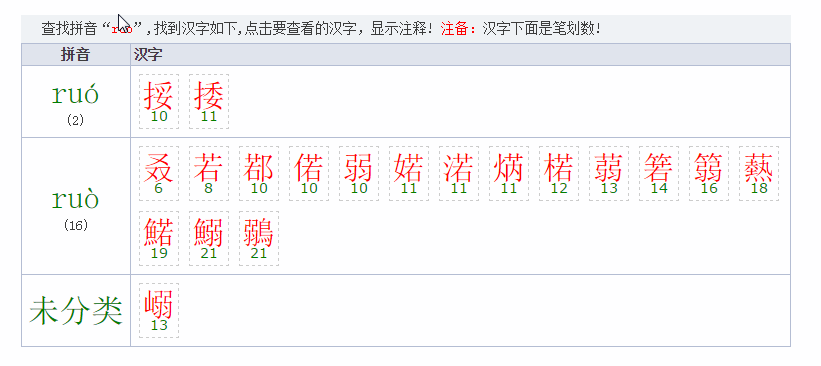 查找拼音“ruo”,找到汉字如下,点击要查看的汉字，显示注释! 注备: 汉字下面是笔划数!
拼音 汉字
ruó (2) 挼 捼
10 11
ruò (16) 叒 若 鄀 偌 弱 婼 渃 焫 楉 蒻 箬 篛 爇
6 8 10 10 10 11 11 11 12 13 14 16 18
鰙 鰯 鶸
19 21 21
未分类 嵶
13